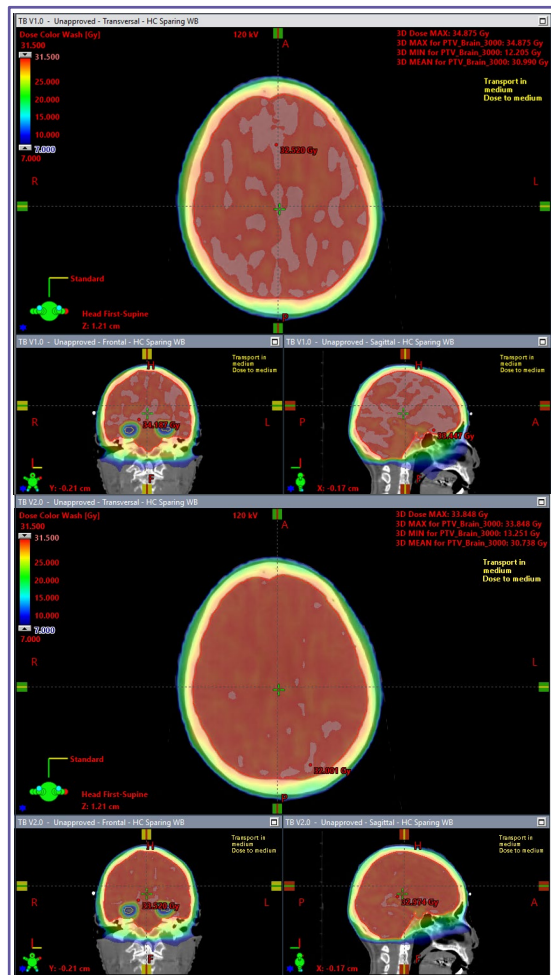 TB V1.0 - Unapproved - Transversal - HC Sparing WB
Dose Color Wash [Gy]
31.500
31.500
25.000
20.000
15.000
10.000
7.000
7.000
120 kV
A
3D Dose MAX: 34.875 Gy
3D MAX for PTV_Brain_3000: 34.875 Gy
3D MIN for PTV_Brain_3000: 12.205 Gy
3D MEAN for PTV_Brain_3000: 30.990 Gy
Transport in
medium
Dose to medium
R
L
Standard
Head First-Supine
Z: 1.21 cm
P
TB V1.0 - Unapproved - Frontal - HC Sparing WB
Transport in
medium
Dose to medium
H
R
L
F
Y: -0.21 cm
TB V1.0 - Unapproved - Sagittal - HC Sparing WB
Transport in
medium
Dose to medium
H
P
A
F
X: -0.17 cm
TB V2.0 - Unapproved - Transversal - HC Sparing WB
Dose Color Wash [Gy]
31.500
31.500
25.000
20.000
15.000
10.000
7.000
7.000
120 kV
A
3D Dose MAX: 33.848 Gy
3D MAX for PTV_Brain_3000: 33.848 Gy
3D MIN for PTV_Brain_3000: 13.251 Gy
3D MEAN for PTV_Brain_3000: 30.738 Gy
Transport in
medium
Dose to medium
R
L
Standard
Head First-Supine
Z: 1.21 cm
P
TB V2.0 - Unapproved - Frontal - HC Sparing WB
Transport in
medium
Dose to medium
H
R
L
F
Y: -0.21 cm
TB V2.0 - Unapproved - Sagittal - HC Sparing WB
Transport in
medium
Dose to medium
H
P
A
F
X: -0.17 cm